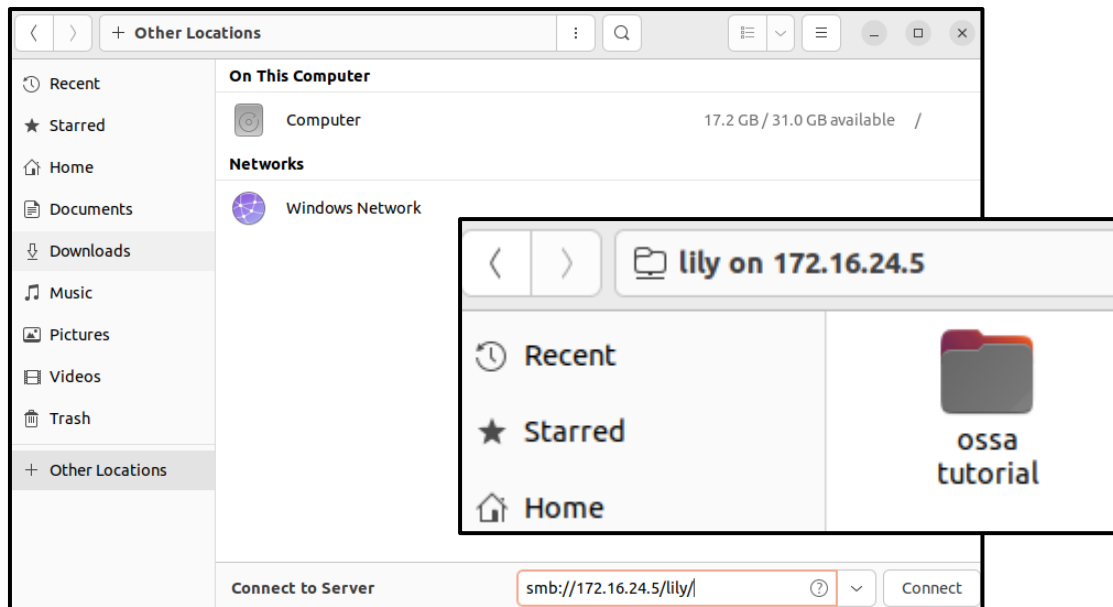 + Other Locations
Recent
Starred
Home
Documents
Downloads
Music
Pictures
Videos
Trash
+ Other Locations
On This Computer
Computer 17.2 GB / 31.0 GB available /
Networks
Windows Network
Connect to Server smb://172.16.24.5/lily/ Connect
lily on 172.16.24.5
Recent
Starred
Home
ossa
tutorial